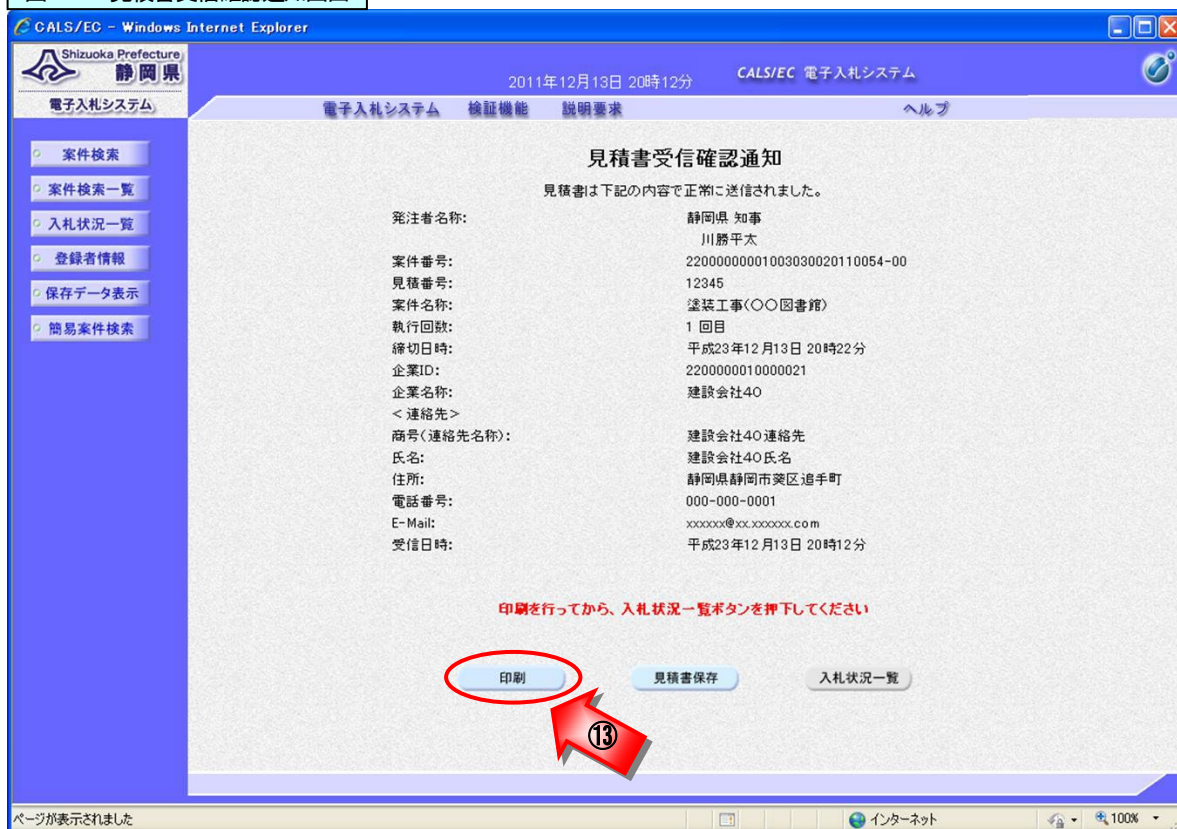 見積書受信確認通知画面
CALS/EC - Windows Internet Explorer
Shizuoka Prefecture
静岡県
電子入札システム
2011年12月13日 20時12分
CALS/EC 電子入札システム
電子入札システム 検証機能 説明要求 ヘルプ
案件検索
案件検索一覧
入札状況一覧
登録者情報
保存データ表示
簡易案件検索
見積書受信確認通知
見積書は下記の内容で正常に送信されました。
発注者名称: 静岡県 知事
川勝平太
案件番号: 2200000000100303002011​0054-00
見積番号: 12345
案件名称: 塗装工事(〇〇図書館)
執行回数: 1 回目
締切日時: 平成23年12月13日 20時22分
企業ID: 2200000010000021
企業名称: 建設会社40
<連絡先>
商号(連絡先名称): 建設会社40連絡先
氏名: 建設会社40氏名
住所: 静岡県静岡市葵区追手町
電話番号: 000-000-0001
E-Mail: xxxxxx@xx.xxxxxx.com
受信日時: 平成23年12月13日 20時12分
印刷を行ってから、入札状況一覧ボタンを押下してください
印刷 見積書保存 入札状況一覧
⑬
ページが表示されました インターネット 100%